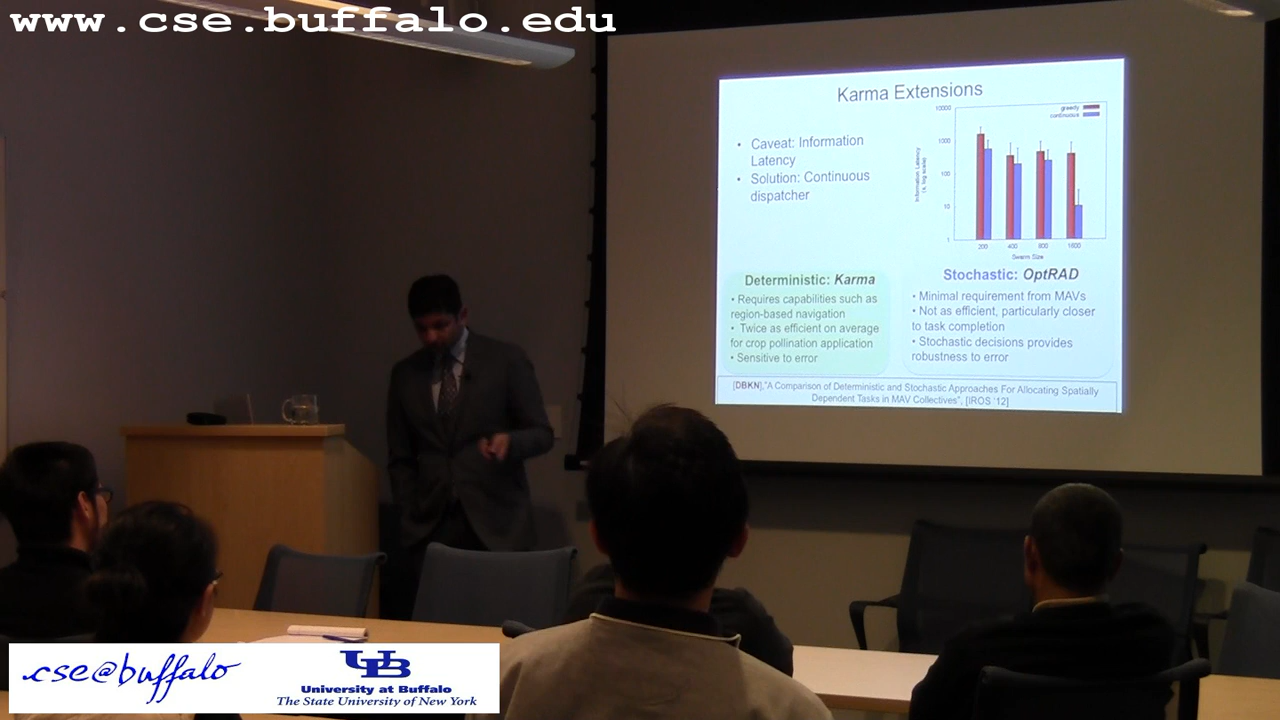 www.cse.buffalo.edu
Karma Extensions
• Caveat: Information
Latency
• Solution: Continuous
dispatcher
greedy
continuous
10000
1000
100
10
1
Information Latency
(s, log scale)
200 400 800 1600
Swarm Size
Deterministic: Karma
• Requires capabilities such as
region-based navigation
• Twice as efficient on average
for crop pollination application
• Sensitive to error
Stochastic: OptRAD
• Minimal requirement from MAVs
• Not as efficient, particularly closer
to task completion
• Stochastic decisions provides
robustness to error
[DBKN],"A Comparison of Deterministic and Stochastic Approaches For Allocating Spatially
Dependent Tasks in MAV Collectives", [IROS '12]
cse@buffalo
UB
University at Buffalo
The State University of New York